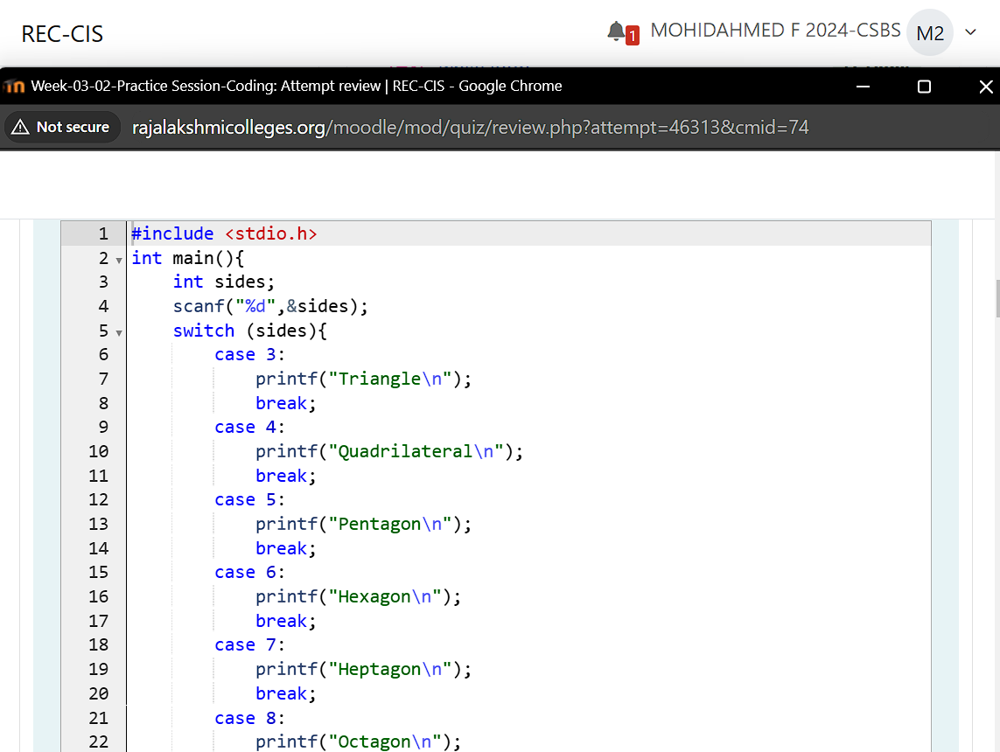 REC-CIS
1 MOHIDAHMED F 2024-CSBS M2
Week-03-02-Practice Session-Coding: Attempt review | REC-CIS - Google Chrome
Not secure rajalakshmicolleges.org/moodle/mod/quiz/review.php?attempt=46313&cmid=74
1 #include <stdio.h>
2 int main(){
3     int sides;
4     scanf("%d",&sides);
5     switch (sides){
6         case 3:
7             printf("Triangle\n");
8             break;
9         case 4:
10             printf("Quadrilateral\n");
11             break;
12         case 5:
13             printf("Pentagon\n");
14             break;
15         case 6:
16             printf("Hexagon\n");
17             break;
18         case 7:
19             printf("Heptagon\n");
20             break;
21         case 8:
22             printf("Octagon\n");